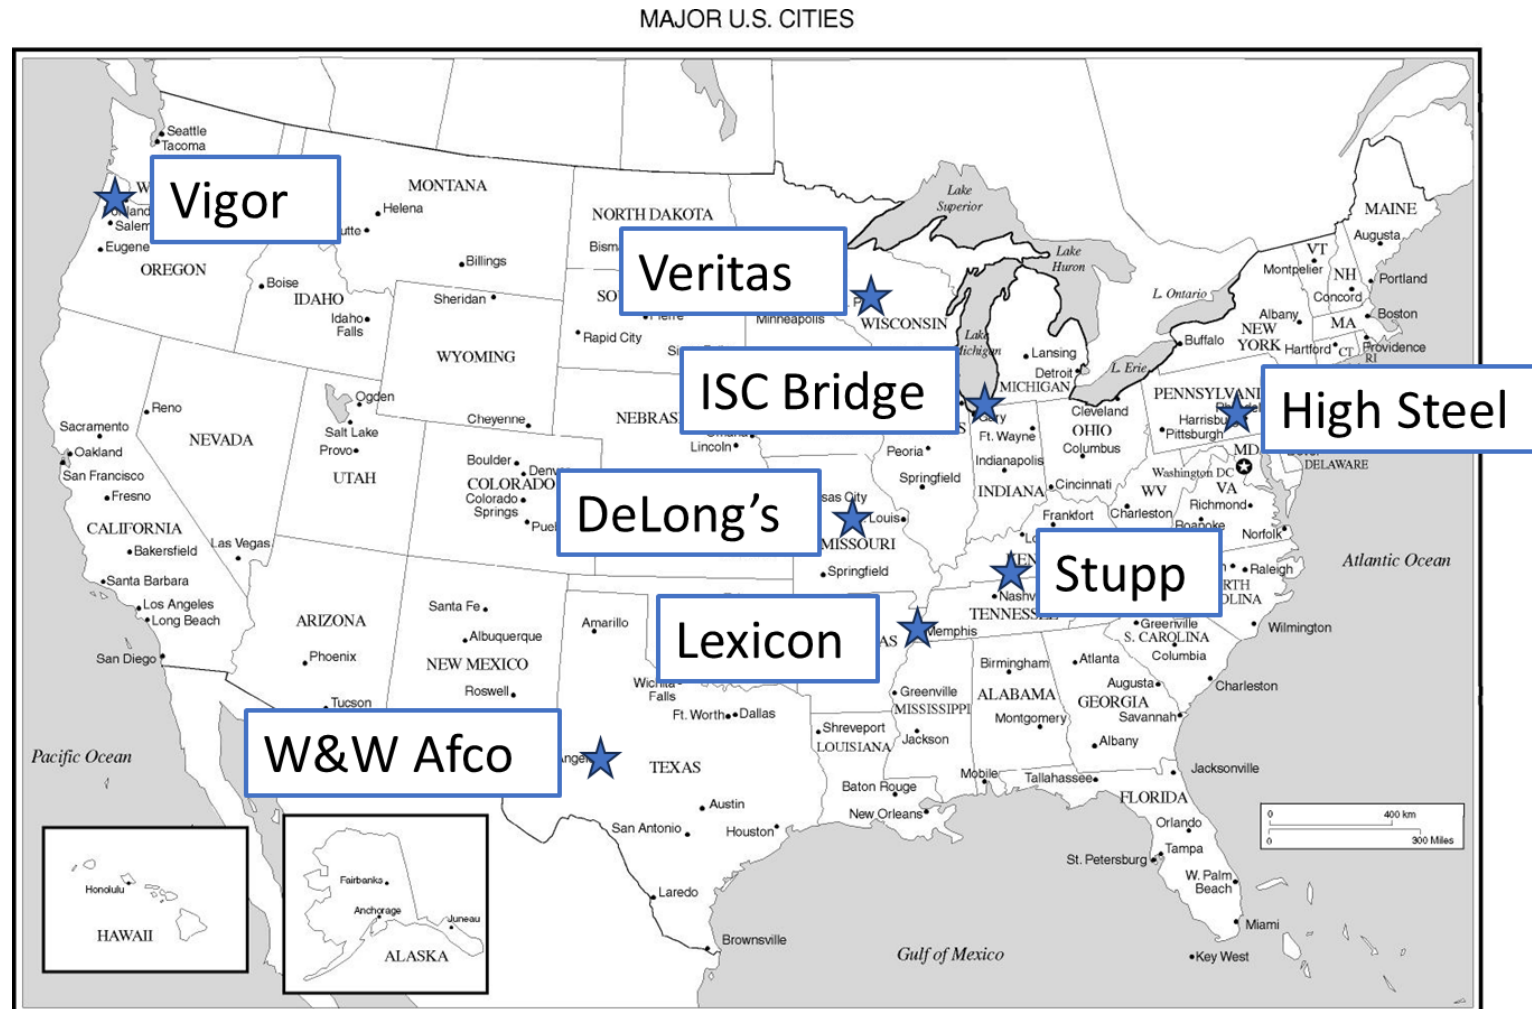 MAJOR U.S. CITIES
Seattle
Tacoma
Vigor
Salem
Eugene
OREGON
MONTANA
Helena
Billings
Boise
IDAHO
Idaho
Falls
Sheridan
WYOMING
Cheyenne
NORTH DAKOTA
Rapid City
Veritas
Minneapolis
WISCONSIN
Lake
Superior
Lake
Huron
Lake
L. Ontario
L. Erie
ISC Bridge
Lansing
Detroit
MICHIGAN
MAINE
Augusta
VT
Montpelier
NH
Concord
Portland
Albany
NEW
YORK
MA
Boston
Hartford
CT
Providence
RI
Buffalo
High Steel
Harrisburg
Pittsburgh
MD
Washington DC
DELAWARE
Cleveland
OHIO
Columbus
Cincinnati
Gary
Ft. Wayne
Indianapolis
INDIANA
Peoria
Springfield
Lincoln
Reno
NEVADA
Sacramento
Oakland
San Francisco
Fresno
CALIFORNIA
Bakersfield
Las Vegas
Santa Barbara
Los Angeles
Long Beach
San Diego
Ogden
Salt Lake
Provo
UTAH
Boulder
COLORADO
Colorado
Springs
DeLong's
MISSOURI
Springfield
WV
Charleston
VA
Richmond
Roanoke
Norfolk
Frankfort
Stupp
Raleigh
Wilmington
TENNESSEE
Lexicon
Memphis
Greenville
S. CAROLINA
Columbia
Charleston
ARIZONA
Phoenix
Tucson
Santa Fe
Albuquerque
NEW MEXICO
Roswell
Amarillo
Wichita
Falls
Ft. Worth
Dallas
W&W Afco
TEXAS
Austin
San Antonio
Houston
Laredo
Brownsville
Shreveport
LOUISIANA
Baton Rouge
New Orleans
Greenville
MISSISSIPPI
Jackson
Birmingham
ALABAMA
Montgomery
Mobile
Atlanta
Augusta
GEORGIA
Savannah
Albany
Tallahassee
Jacksonville
FLORIDA
Orlando
Tampa
St. Petersburg
W. Palm
Beach
Miami
Key West
Pacific Ocean
Atlantic Ocean
Gulf of Mexico
0 400 km
0 300 Miles
Honolulu
HAWAII
Fairbanks
Anchorage
Juneau
ALASKA